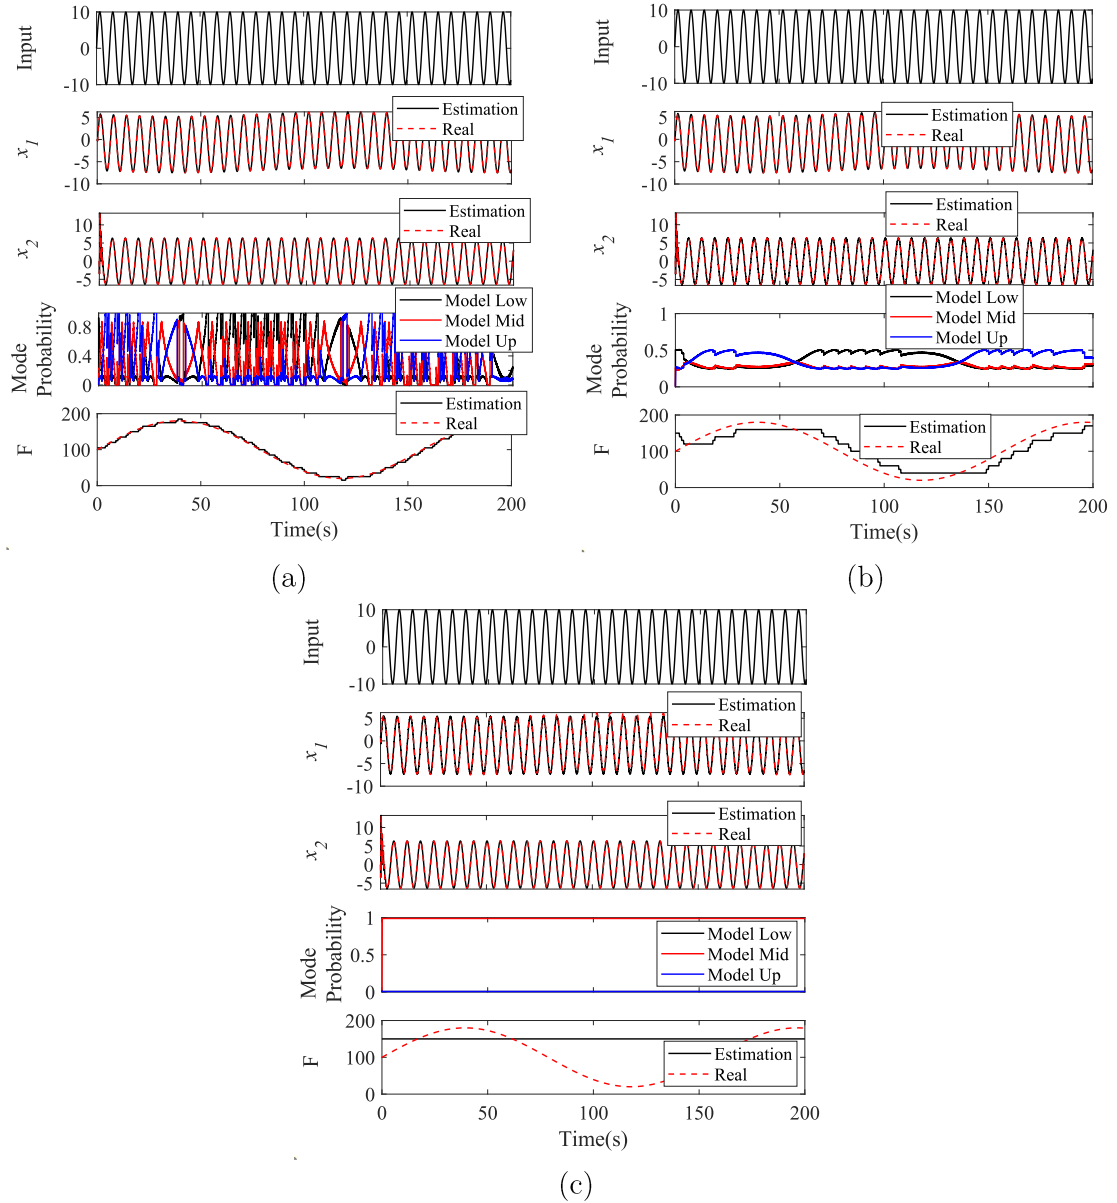 Input
10
0
-10
x1
5
0
-5
-10
Estimation
Real
x2
10
5
0
-5
Estimation
Real
Mode
Probability
0.8
0.4
0
Model Low
Model Mid
Model Up
F
200
100
0
Estimation
Real
0
50
100
150
200
Time(s)
(a)
Input
10
0
-10
x1
5
0
-5
-10
Estimation
Real
x2
10
5
0
-5
Estimation
Real
Mode
Probability
1
0.5
0
Model Low
Model Mid
Model Up
F
200
100
0
Estimation
Real
0
50
100
150
200
Time(s)
(b)
Input
10
0
-10
x1
5
0
-5
-10
Estimation
Real
x2
10
5
0
-5
Estimation
Real
Mode
Probability
1
0.5
0
Model Low
Model Mid
Model Up
F
200
100
0
Estimation
Real
0
50
100
150
200
Time(s)
(c)